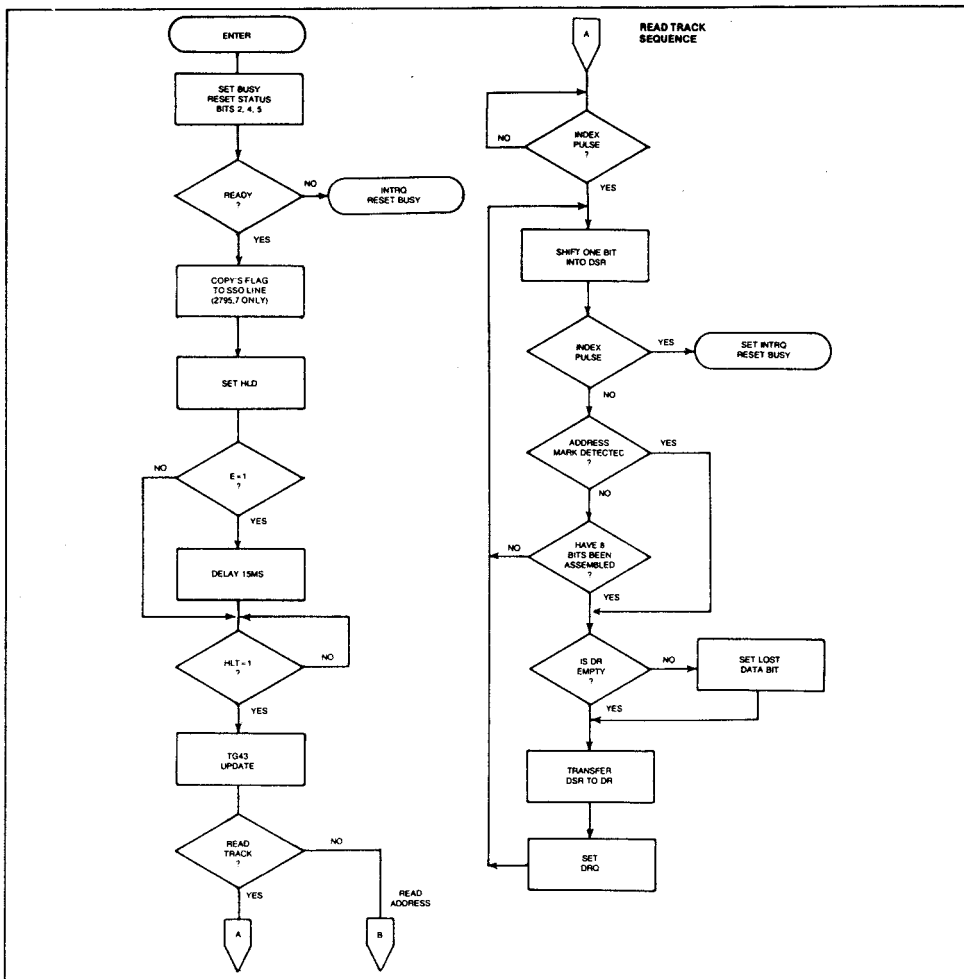 ENTER
SET BUSY
RESET STATUS
BITS 2, 4, 5
READY
?
NO
INTRQ
RESET BUSY
YES
COPY'S FLAG
TO SSO LINE
(2795,7 ONLY)
SET HLD
E = 1
?
NO
YES
DELAY 15MS
HLT = 1
?
NO
YES
TG43
UPDATE
READ
TRACK
?
NO
YES
READ
ADDRESS
A
B
A
READ TRACK
SEQUENCE
INDEX
PULSE
?
NO
YES
SHIFT ONE BIT
INTO DSR
INDEX
PULSE
YES
SET INTRQ
RESET BUSY
NO
ADDRESS
MARK DETECTED
?
YES
NO
HAVE 8
BITS BEEN
ASSEMBLED
?
NO
YES
IS DR
EMPTY
?
NO
SET LOST
DATA BIT
YES
TRANSFER
DSR TO DR
SET
DRQ